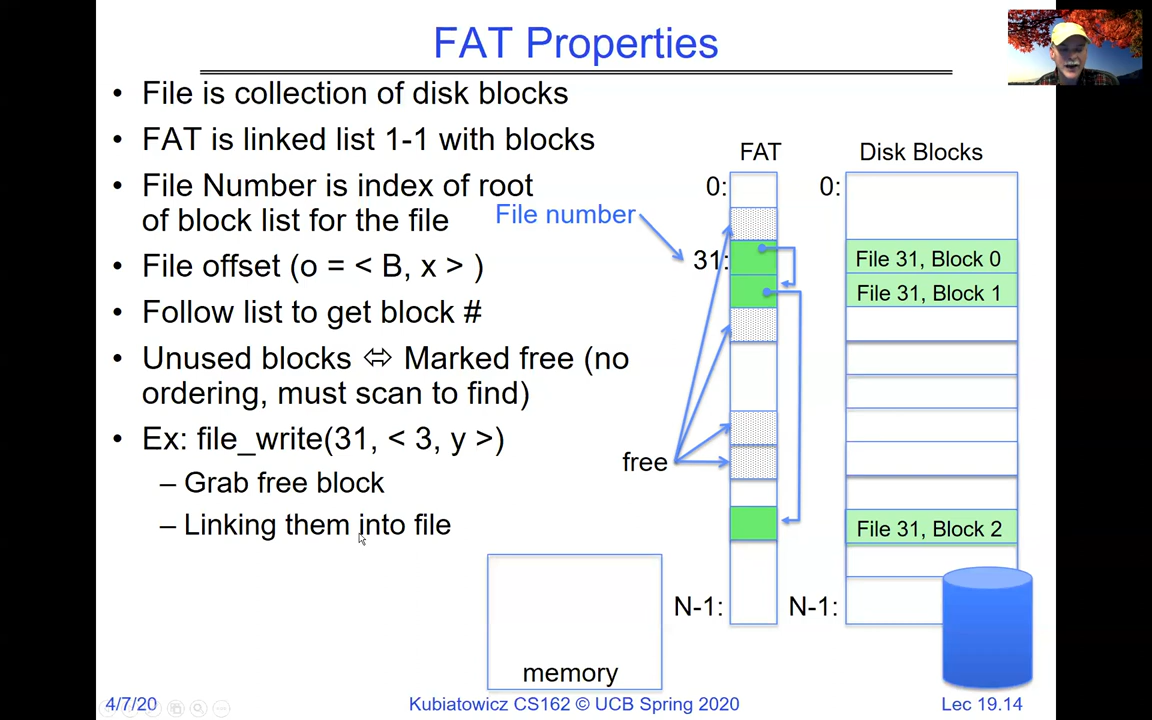 FAT Properties
• File is collection of disk blocks
• FAT is linked list 1-1 with blocks
• File Number is index of root
of block list for the file
• File offset (o = < B, x > )
• Follow list to get block #
• Unused blocks ⇔ Marked free (no
ordering, must scan to find)
• Ex: file_write(31, < 3, y >)
– Grab free block
– Linking them into file
FAT
Disk Blocks
0:
0:
File number
31:
File 31, Block 0
File 31, Block 1
free
File 31, Block 2
N-1:
N-1:
memory
4/7/20
Kubiatowicz CS162 © UCB Spring 2020
Lec 19.14